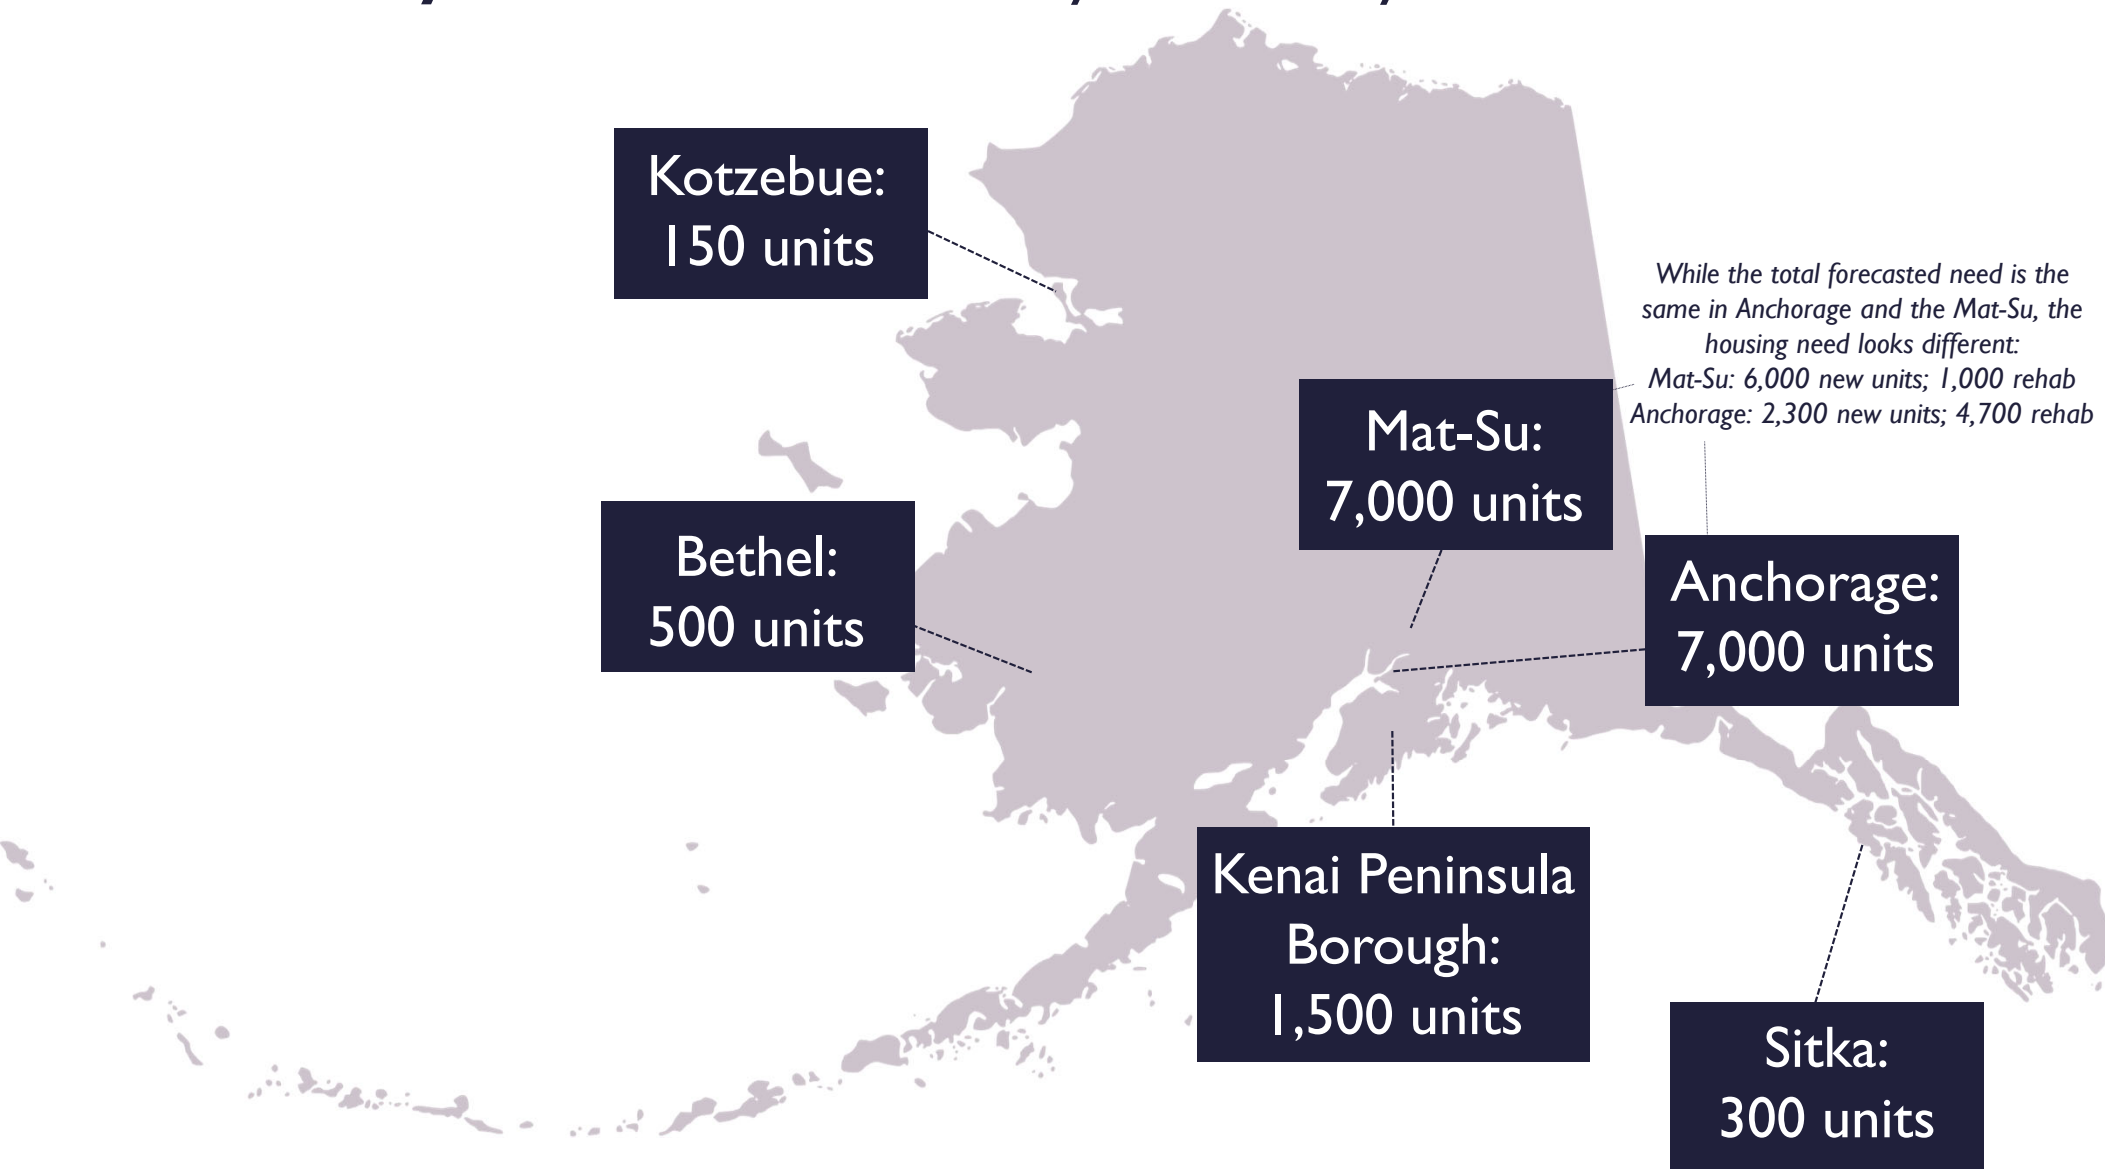 Kotzebue:
150 units
While the total forecasted need is the
same in Anchorage and the Mat-Su, the
housing need looks different:
Mat-Su: 6,000 new units; 1,000 rehab
Anchorage: 2,300 new units; 4,700 rehab
Mat-Su:
7,000 units
Bethel:
500 units
Anchorage:
7,000 units
Kenai Peninsula
Borough:
1,500 units
Sitka:
300 units